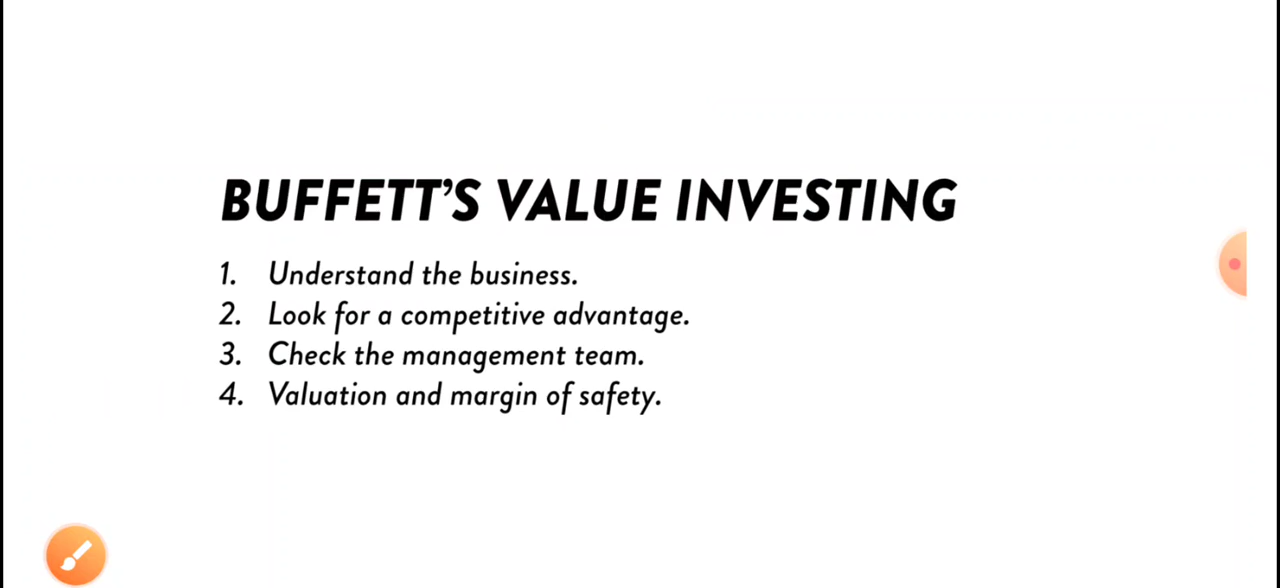 BUFFETT’S VALUE INVESTING
1. Understand the business.
2. Look for a competitive advantage.
3. Check the management team.
4. Valuation and margin of safety.